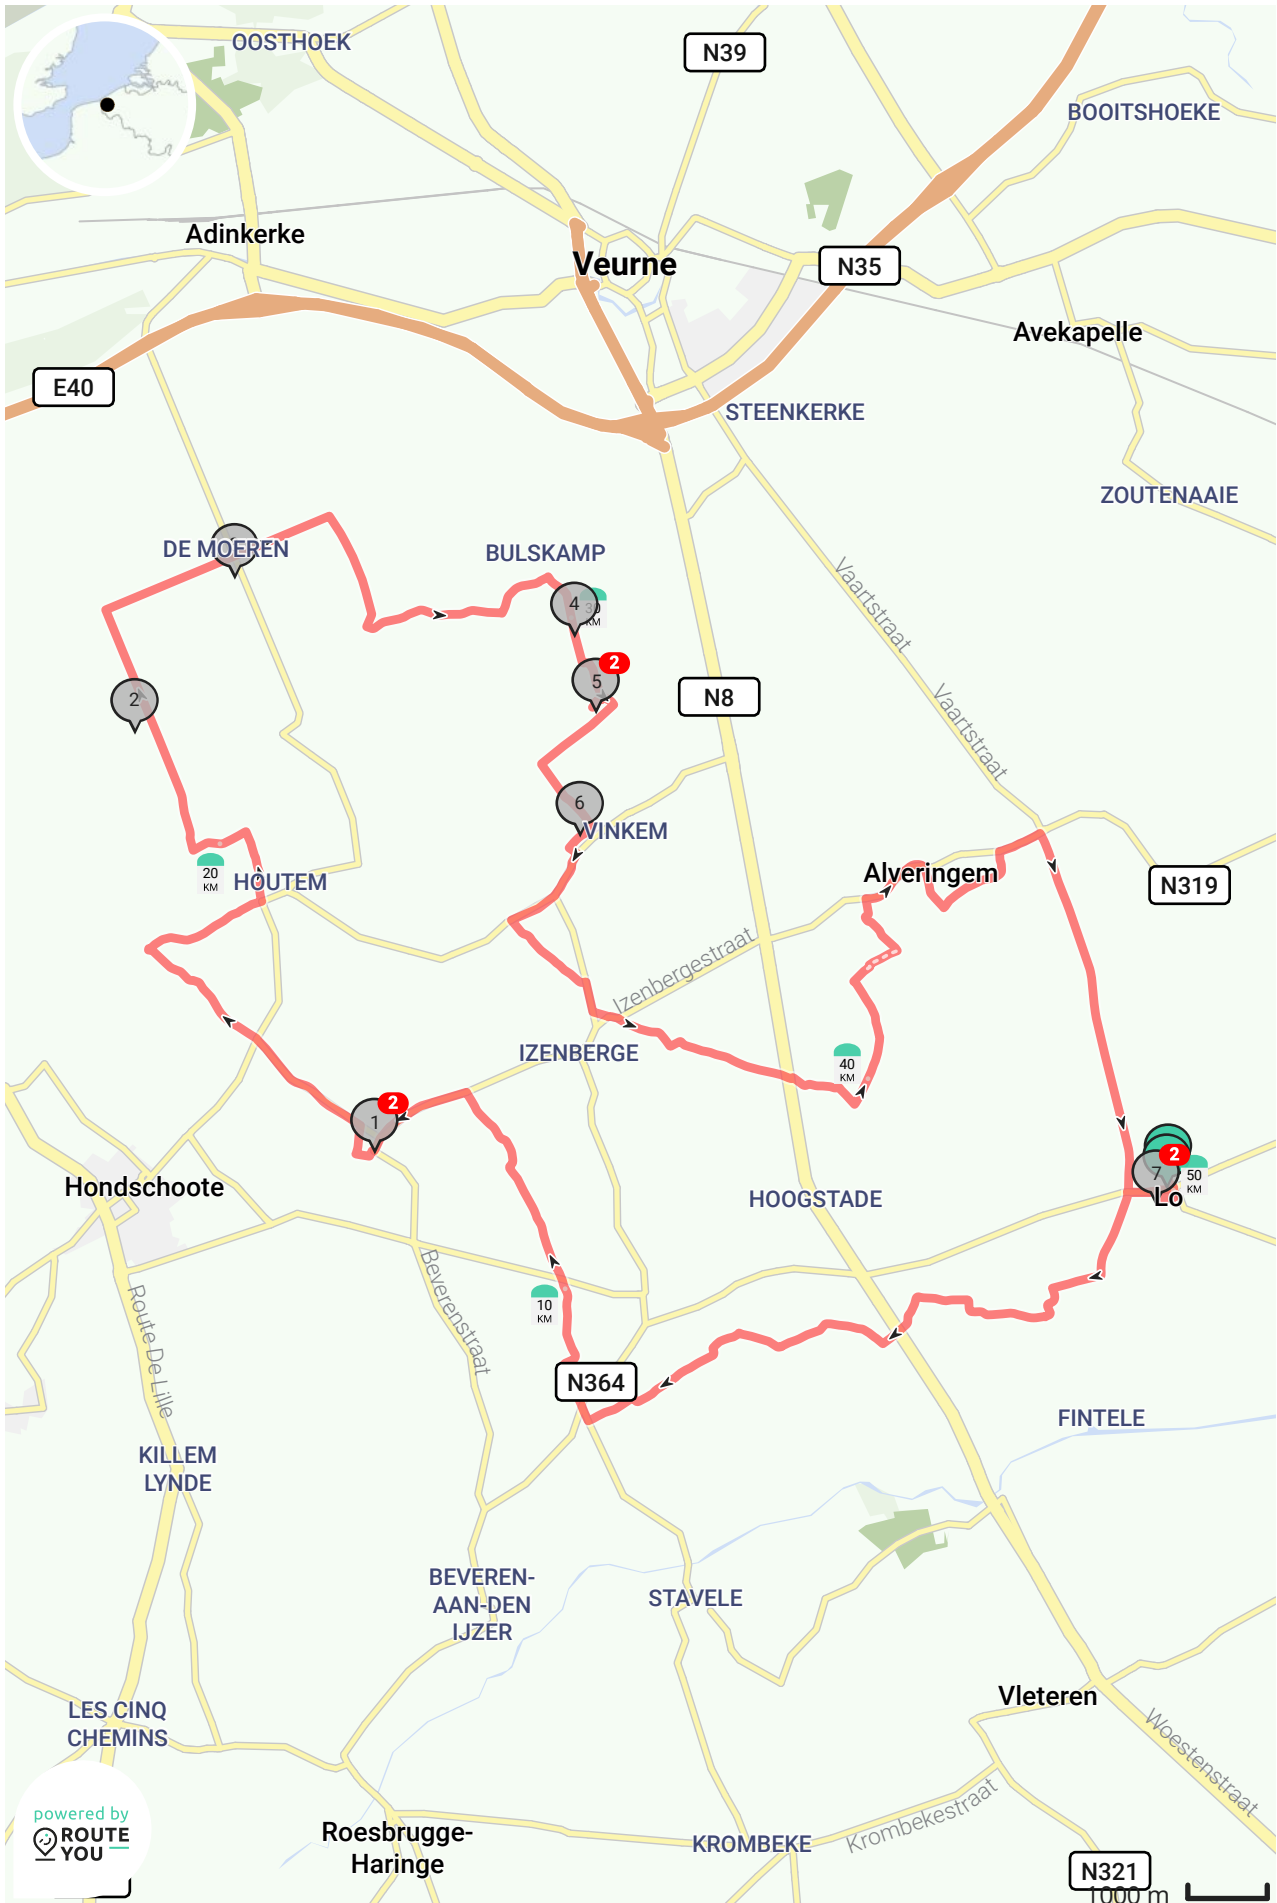 OOSTHOEK
N39
BOOITSHOEKE
Adinkerke
Veurne
N35
Avekapelle
E40
STEENKERKE
ZOUTENAAIE
DE MOEREN
BULSKAMP
Vaartstraat
4
30
KM
2
5
2
N8
Vaartstraat
6
VINKEM
20
KM
HOUTEM
Alveringem
N319
Izenbergestraat
IZENBERGE
40
KM
2
1
2
7
50
KM
Lo
Hondschoote
HOOGSTADE
Beverenstraat
Route De Lille
10
KM
N364
FINTELE
KILLEM
LYNDE
BEVEREN-
AAN-DEN
IJZER
STAVELE
Vleteren
LES CINQ
CHEMINS
Woestenstraat
powered by
ROUTE
YOU
Roesbrugge-
Haringe
KROMBEKE
Krombekestraat
N321
1000 m